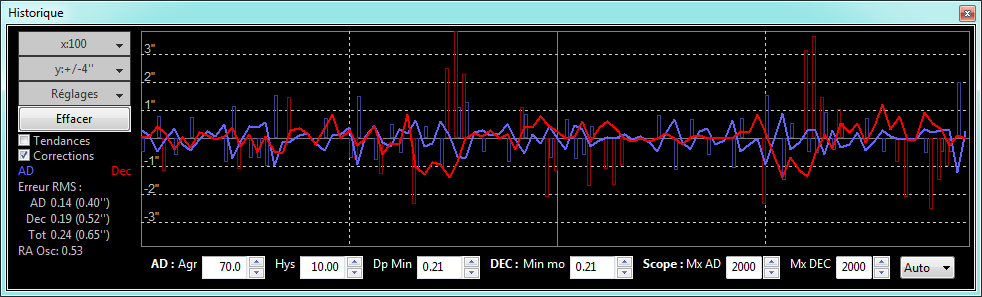 Historique
x:100
y:+/-4"
Réglages
Effacer
Tendances
Corrections
AD Dec
Erreur RMS :
AD 0.14 (0.40")
Dec 0.19 (0.52")
Tot 0.24 (0.65")
RA Osc: 0.53
3"
2"
1"
-1"
-2"
-3"
AD : Agr 70.0 Hys 10.00 Dp Min 0.21 DEC : Min mo 0.21 Scope : Mx AD 2000 Mx DEC 2000 Auto